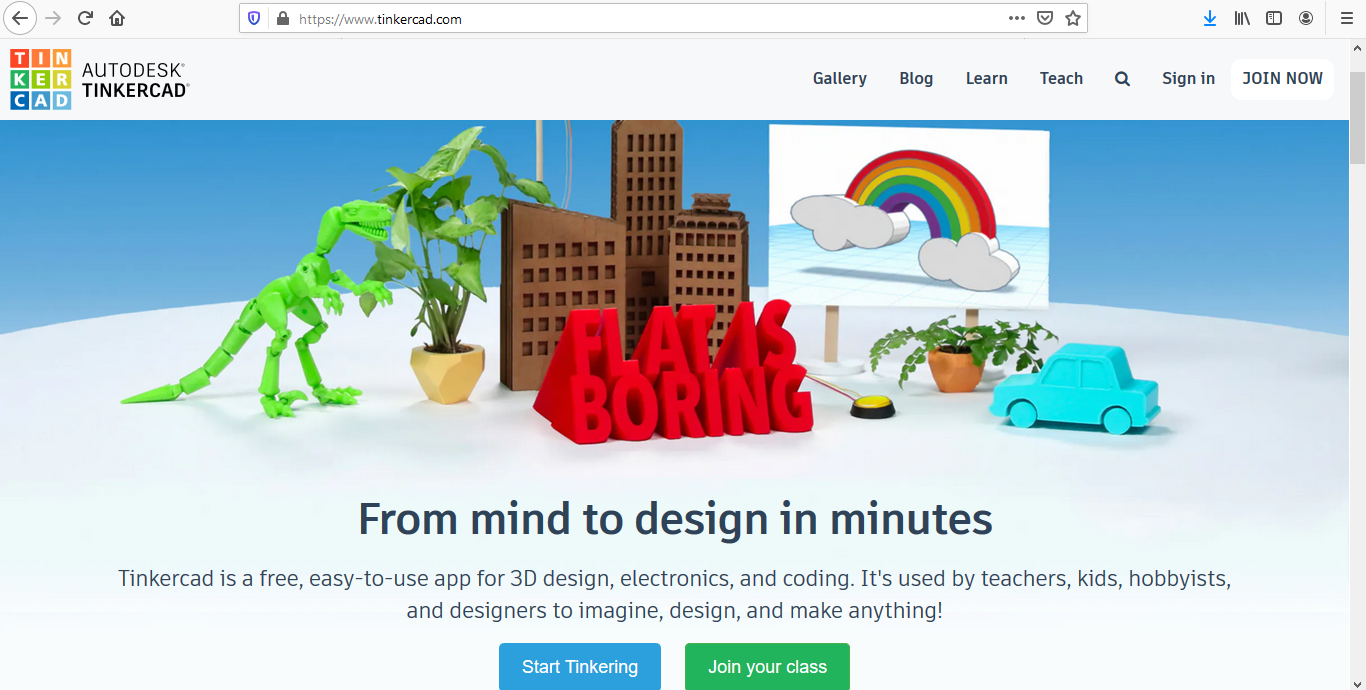 https://www.tinkercad.com
TIN
KER
CAD
AUTODESK®
TINKERCAD®
Gallery
Blog
Learn
Teach
Sign in
JOIN NOW
FLAT IS
BORING
From mind to design in minutes
Tinkercad is a free, easy-to-use app for 3D design, electronics, and coding. It's used by teachers, kids, hobbyists,
and designers to imagine, design, and make anything!
Start Tinkering
Join your class